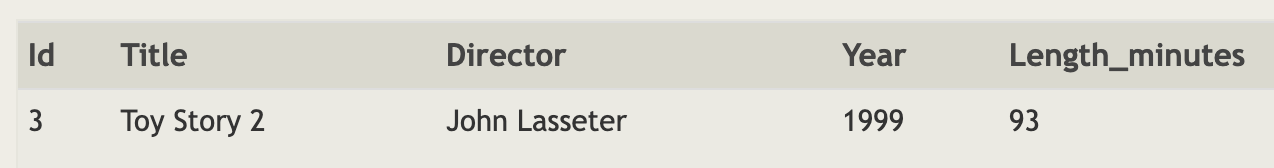 Id Title Director Year Length_minutes
3 Toy Story 2 John Lasseter 1999 93